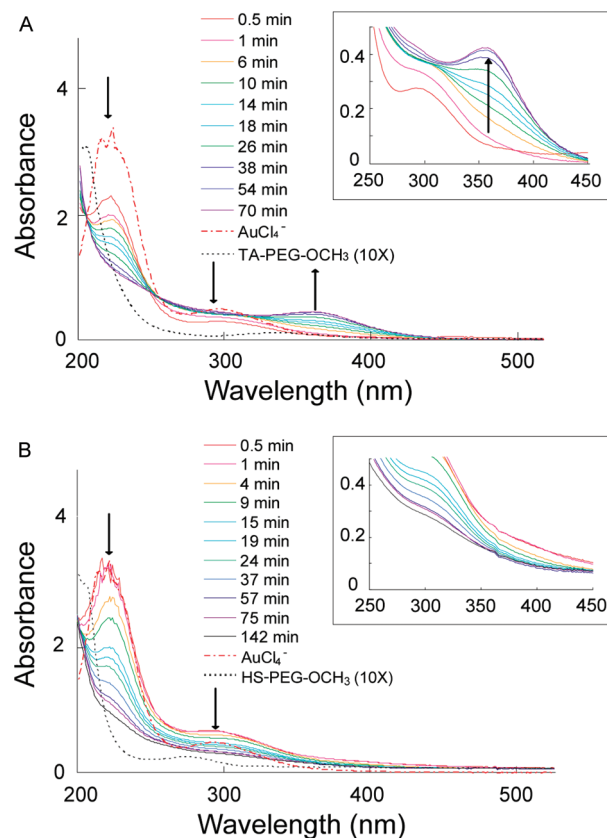 A
0.5 min
1 min
6 min
10 min
14 min
18 min
26 min
38 min
54 min
70 min
AuCl₄⁻
TA-PEG-OCH₃ (10X)
4
2
0
Absorbance
200 300 400 500
Wavelength (nm)
0.4
0.2
0
250 300 350 400 450
B
0.5 min
1 min
4 min
9 min
15 min
19 min
24 min
37 min
57 min
75 min
142 min
AuCl₄⁻
HS-PEG-OCH₃ (10X)
4
2
0
Absorbance
200 300 400 500
Wavelength (nm)
0.4
0.2
0
250 300 350 400 450